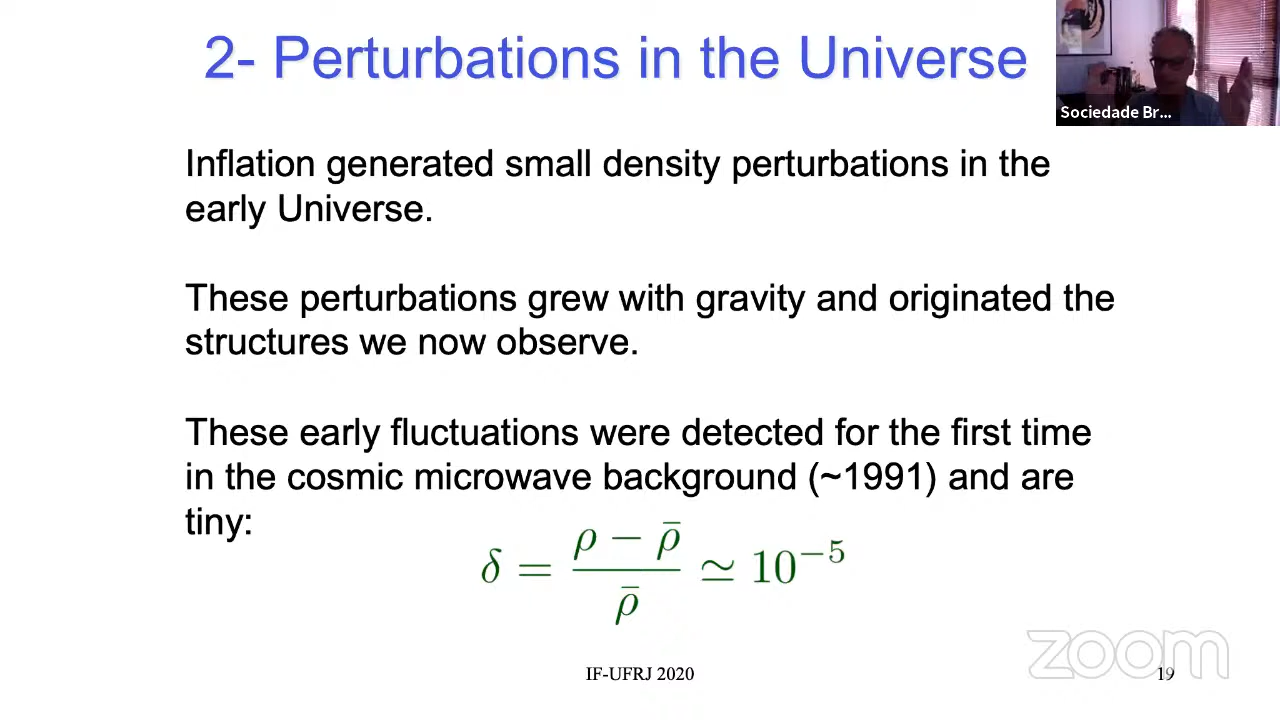 2- Perturbations in the Universe
Sociedade Br...
Inflation generated small density perturbations in the
early Universe.
These perturbations grew with gravity and originated the
structures we now observe.
These early fluctuations were detected for the first time
in the cosmic microwave background (~1991) and are
tiny:
δ = (ρ − ρ̄) / ρ̄ ≃ 10⁻⁵
zoom
IF-UFRJ 2020
19